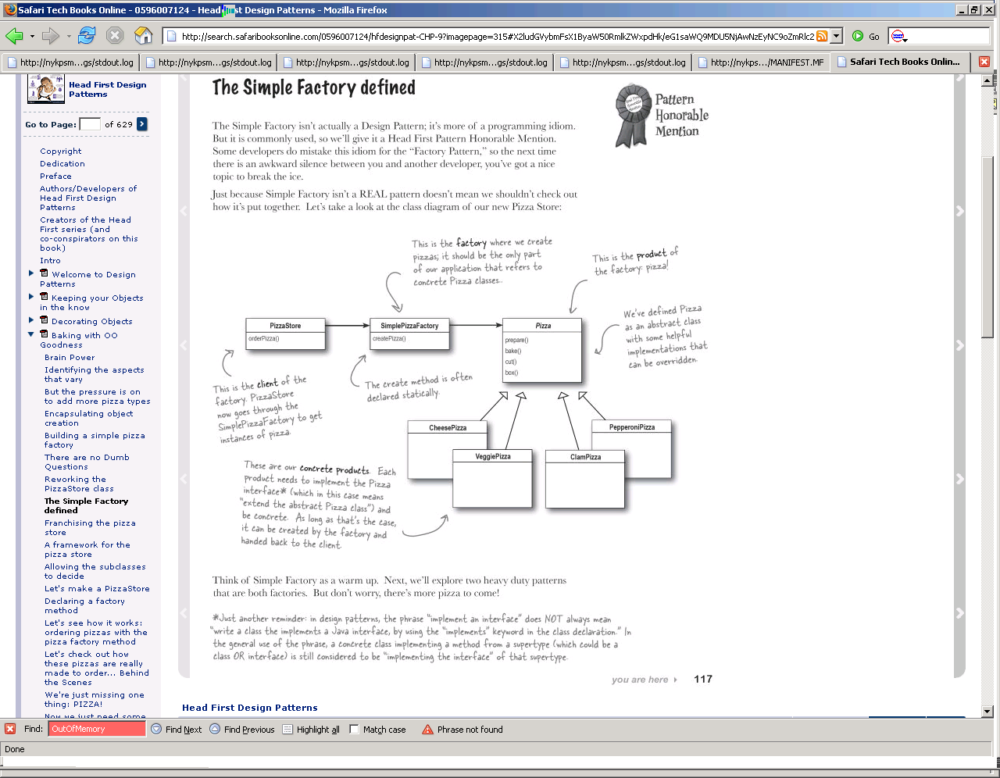 Safari Tech Books Online - 0596007124 - Head First Design Patterns - Mozilla Firefox
http://search.safaribooksonline.com/0596007124/hfdesignpat-CHP-9?imagepage=315#X2ludGVybmFsX1ByaW50RmlkZWxpdHk/eG1saWQ9MDU5NjAwNzEyNC9oZmRlc2
Go
http://nykpsm...gs/stdout.log
http://nykpsm...gs/stdout.log
http://nykpsm...gs/stdout.log
http://nykpsm...gs/stdout.log
http://nykpsm...gs/stdout.log
http://nykps.../MANIFEST.MF
Safari Tech Books Onlin...
Head First Design
Patterns
Go to Page:
of 629
Copyright
Dedication
Preface
Authors/Developers of
Head First Design
Patterns
Creators of the Head
First series (and
co-conspirators on this
book)
Intro
Welcome to Design
Patterns
Keeping your Objects
in the know
Decorating Objects
Baking with OO
Goodness
Brain Power
Identifying the aspects
that vary
But the pressure is on
to add more pizza types
Encapsulating object
creation
Building a simple pizza
factory
There are no Dumb
Questions
Reworking the
PizzaStore class
The Simple Factory
defined
Franchising the pizza
store
A framework for the
pizza store
Allowing the subclasses
to decide
Let's make a PizzaStore
Declaring a factory
method
Let's see how it works:
ordering pizzas with the
pizza factory method
Let's check out how
these pizzas are really
made to order... Behind
the Scenes
We're just missing one
thing: PIZZA!
Now we just need some
The Simple Factory defined
Pattern
Honorable
Mention
The Simple Factory isn't actually a Design Pattern; it's more of a programming idiom.
But it is commonly used, so we'll give it a Head First Pattern Honorable Mention.
Some developers do mistake this idiom for the “Factory Pattern,” so the next time
there is an awkward silence between you and another developer, you've got a nice
topic to break the ice.
Just because Simple Factory isn't a REAL pattern doesn't mean we shouldn't check out
how it's put together. Let's take a look at the class diagram of our new Pizza Store:
This is the factory where we create
pizzas; it should be the only part
of our application that refers to
concrete Pizza classes..
This is the product of
the factory: pizza!
We've defined Pizza
as an abstract class
with some helpful
implementations that
can be overridden.
PizzaStore
orderPizza()
SimplePizzaFactory
createPizza()
Pizza
prepare()
bake()
cut()
box()
This is the client of the
factory. PizzaStore
now goes through the
SimplePizzaFactory to get
instances of pizza.
The create method is often
declared statically.
CheesePizza
VeggiePizza
ClamPizza
PepperoniPizza
These are our concrete products. Each
product needs to implement the Pizza
interface* (which in this case means
“extend the abstract Pizza class”) and
be concrete. As long as that's the case,
it can be created by the factory and
handed back to the client.
Think of Simple Factory as a warm up. Next, we'll explore two heavy duty patterns
that are both factories. But don't worry, there's more pizza to come!
*Just another reminder: in design patterns, the phrase “implement an interface” does NOT always mean
“write a class the implements a Java interface, by using the “implements” keyword in the class declaration.” In
the general use of the phrase, a concrete class implementing a method from a supertype (which could be a
class OR interface) is still considered to be “implementing the interface” of that supertype.
you are here
117
Head First Design Patterns
Find:
OutOfMemory
Find Next
Find Previous
Highlight all
Match case
Phrase not found
Done